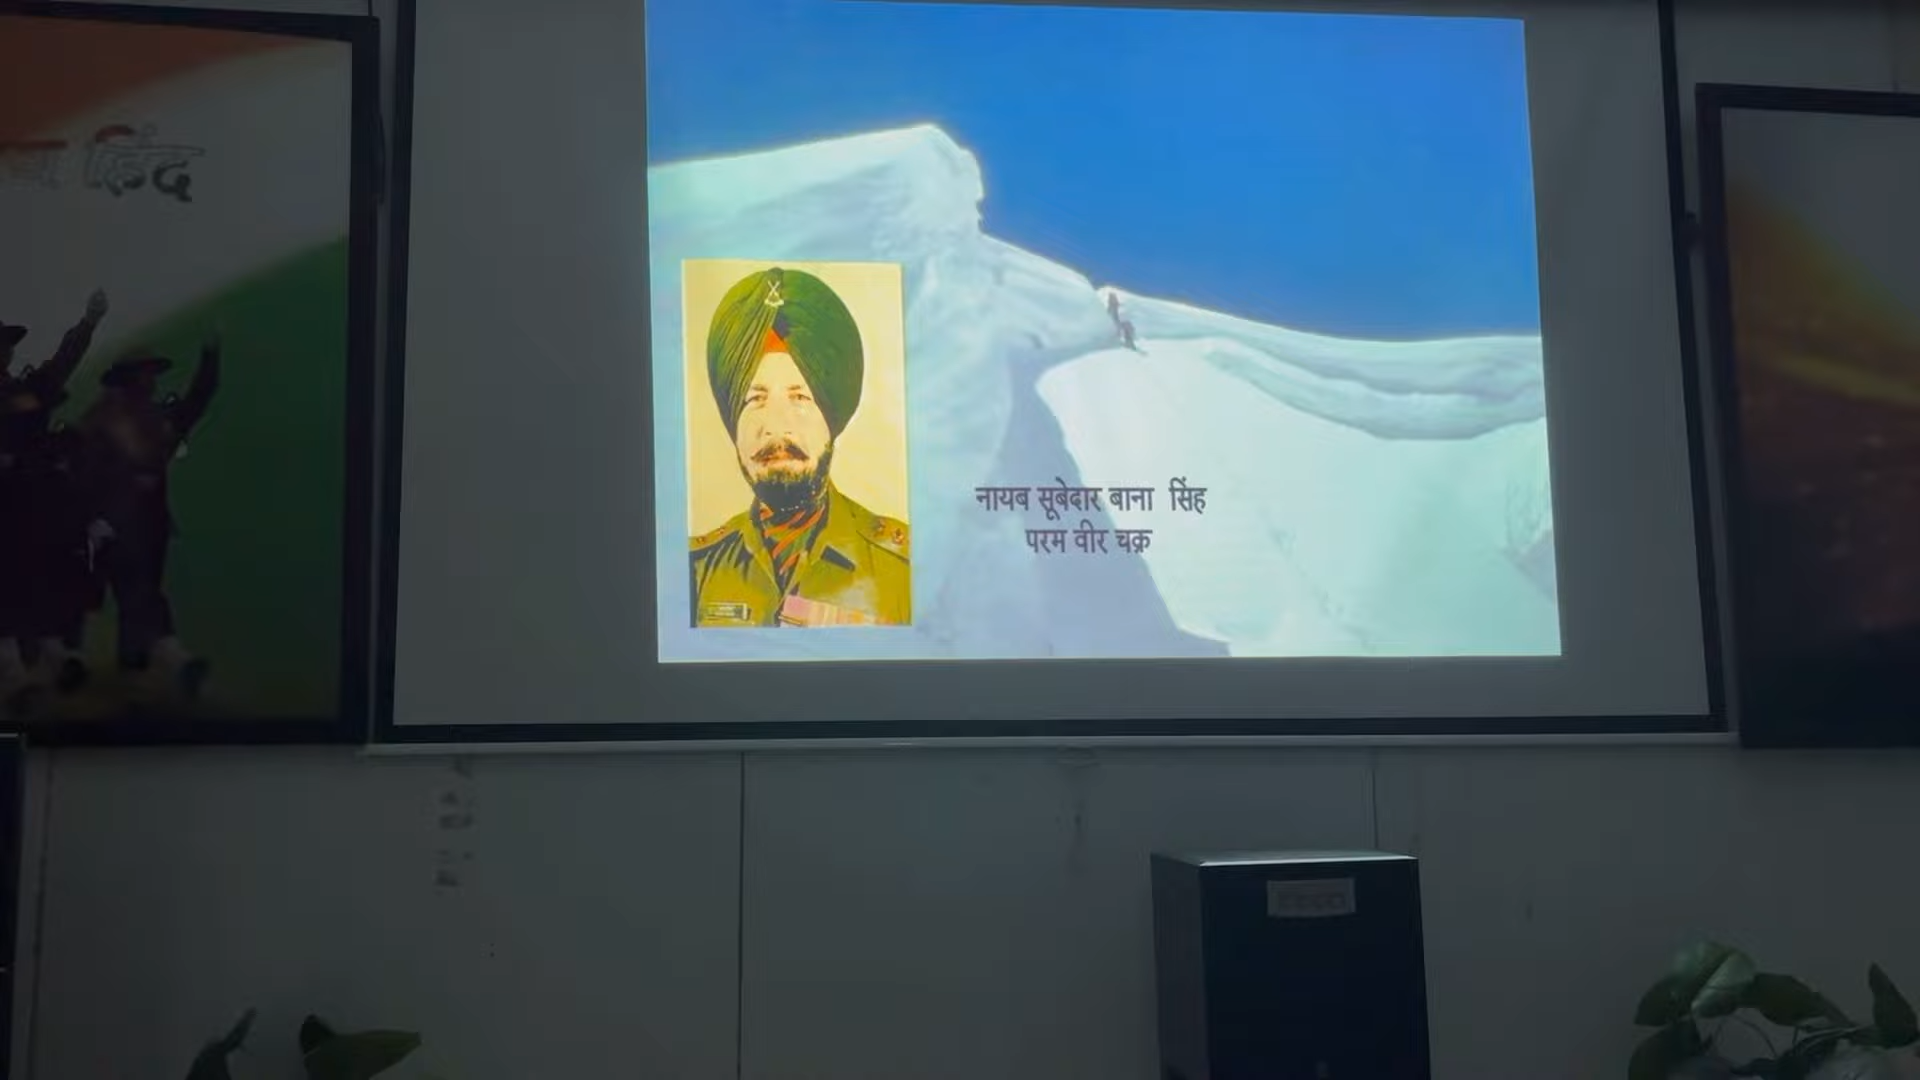 हिंद
नायब सूबेदार बाना सिंह
परम वीर चक्र